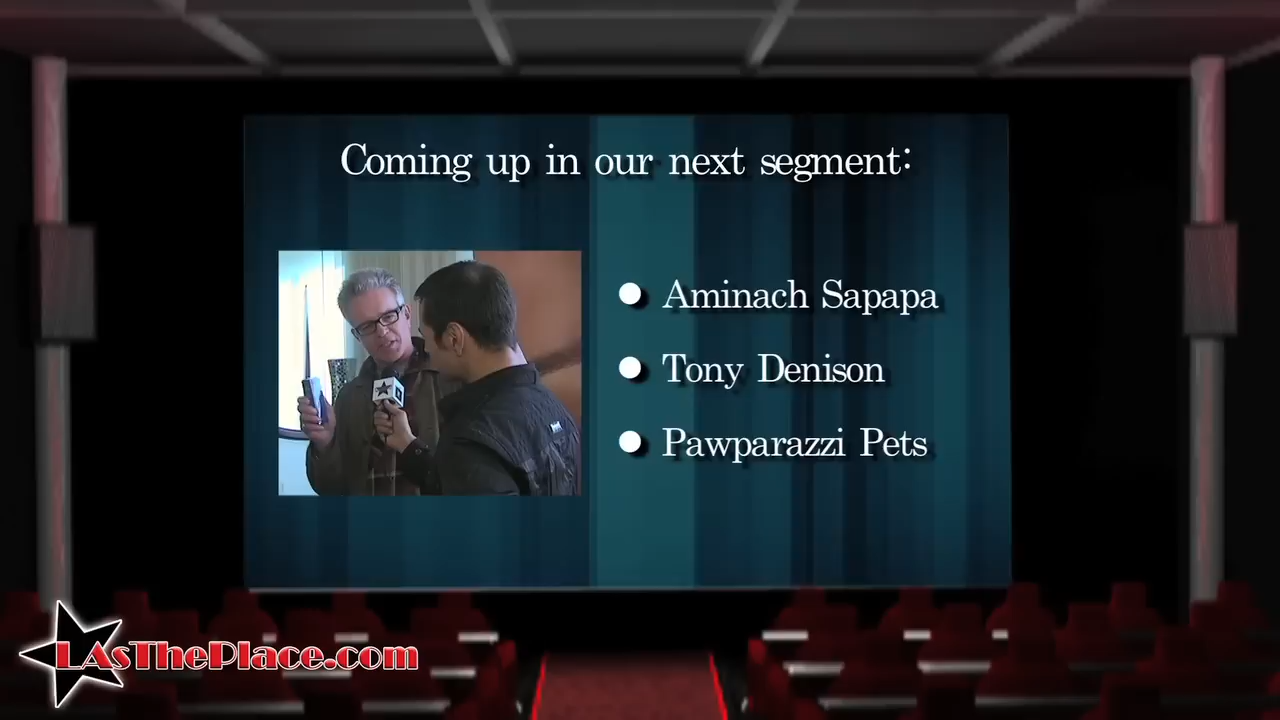 Coming up in our next segment:
Aminach Sapapa
Tony Denison
Pawparazzi Pets
LAsThePlace.com